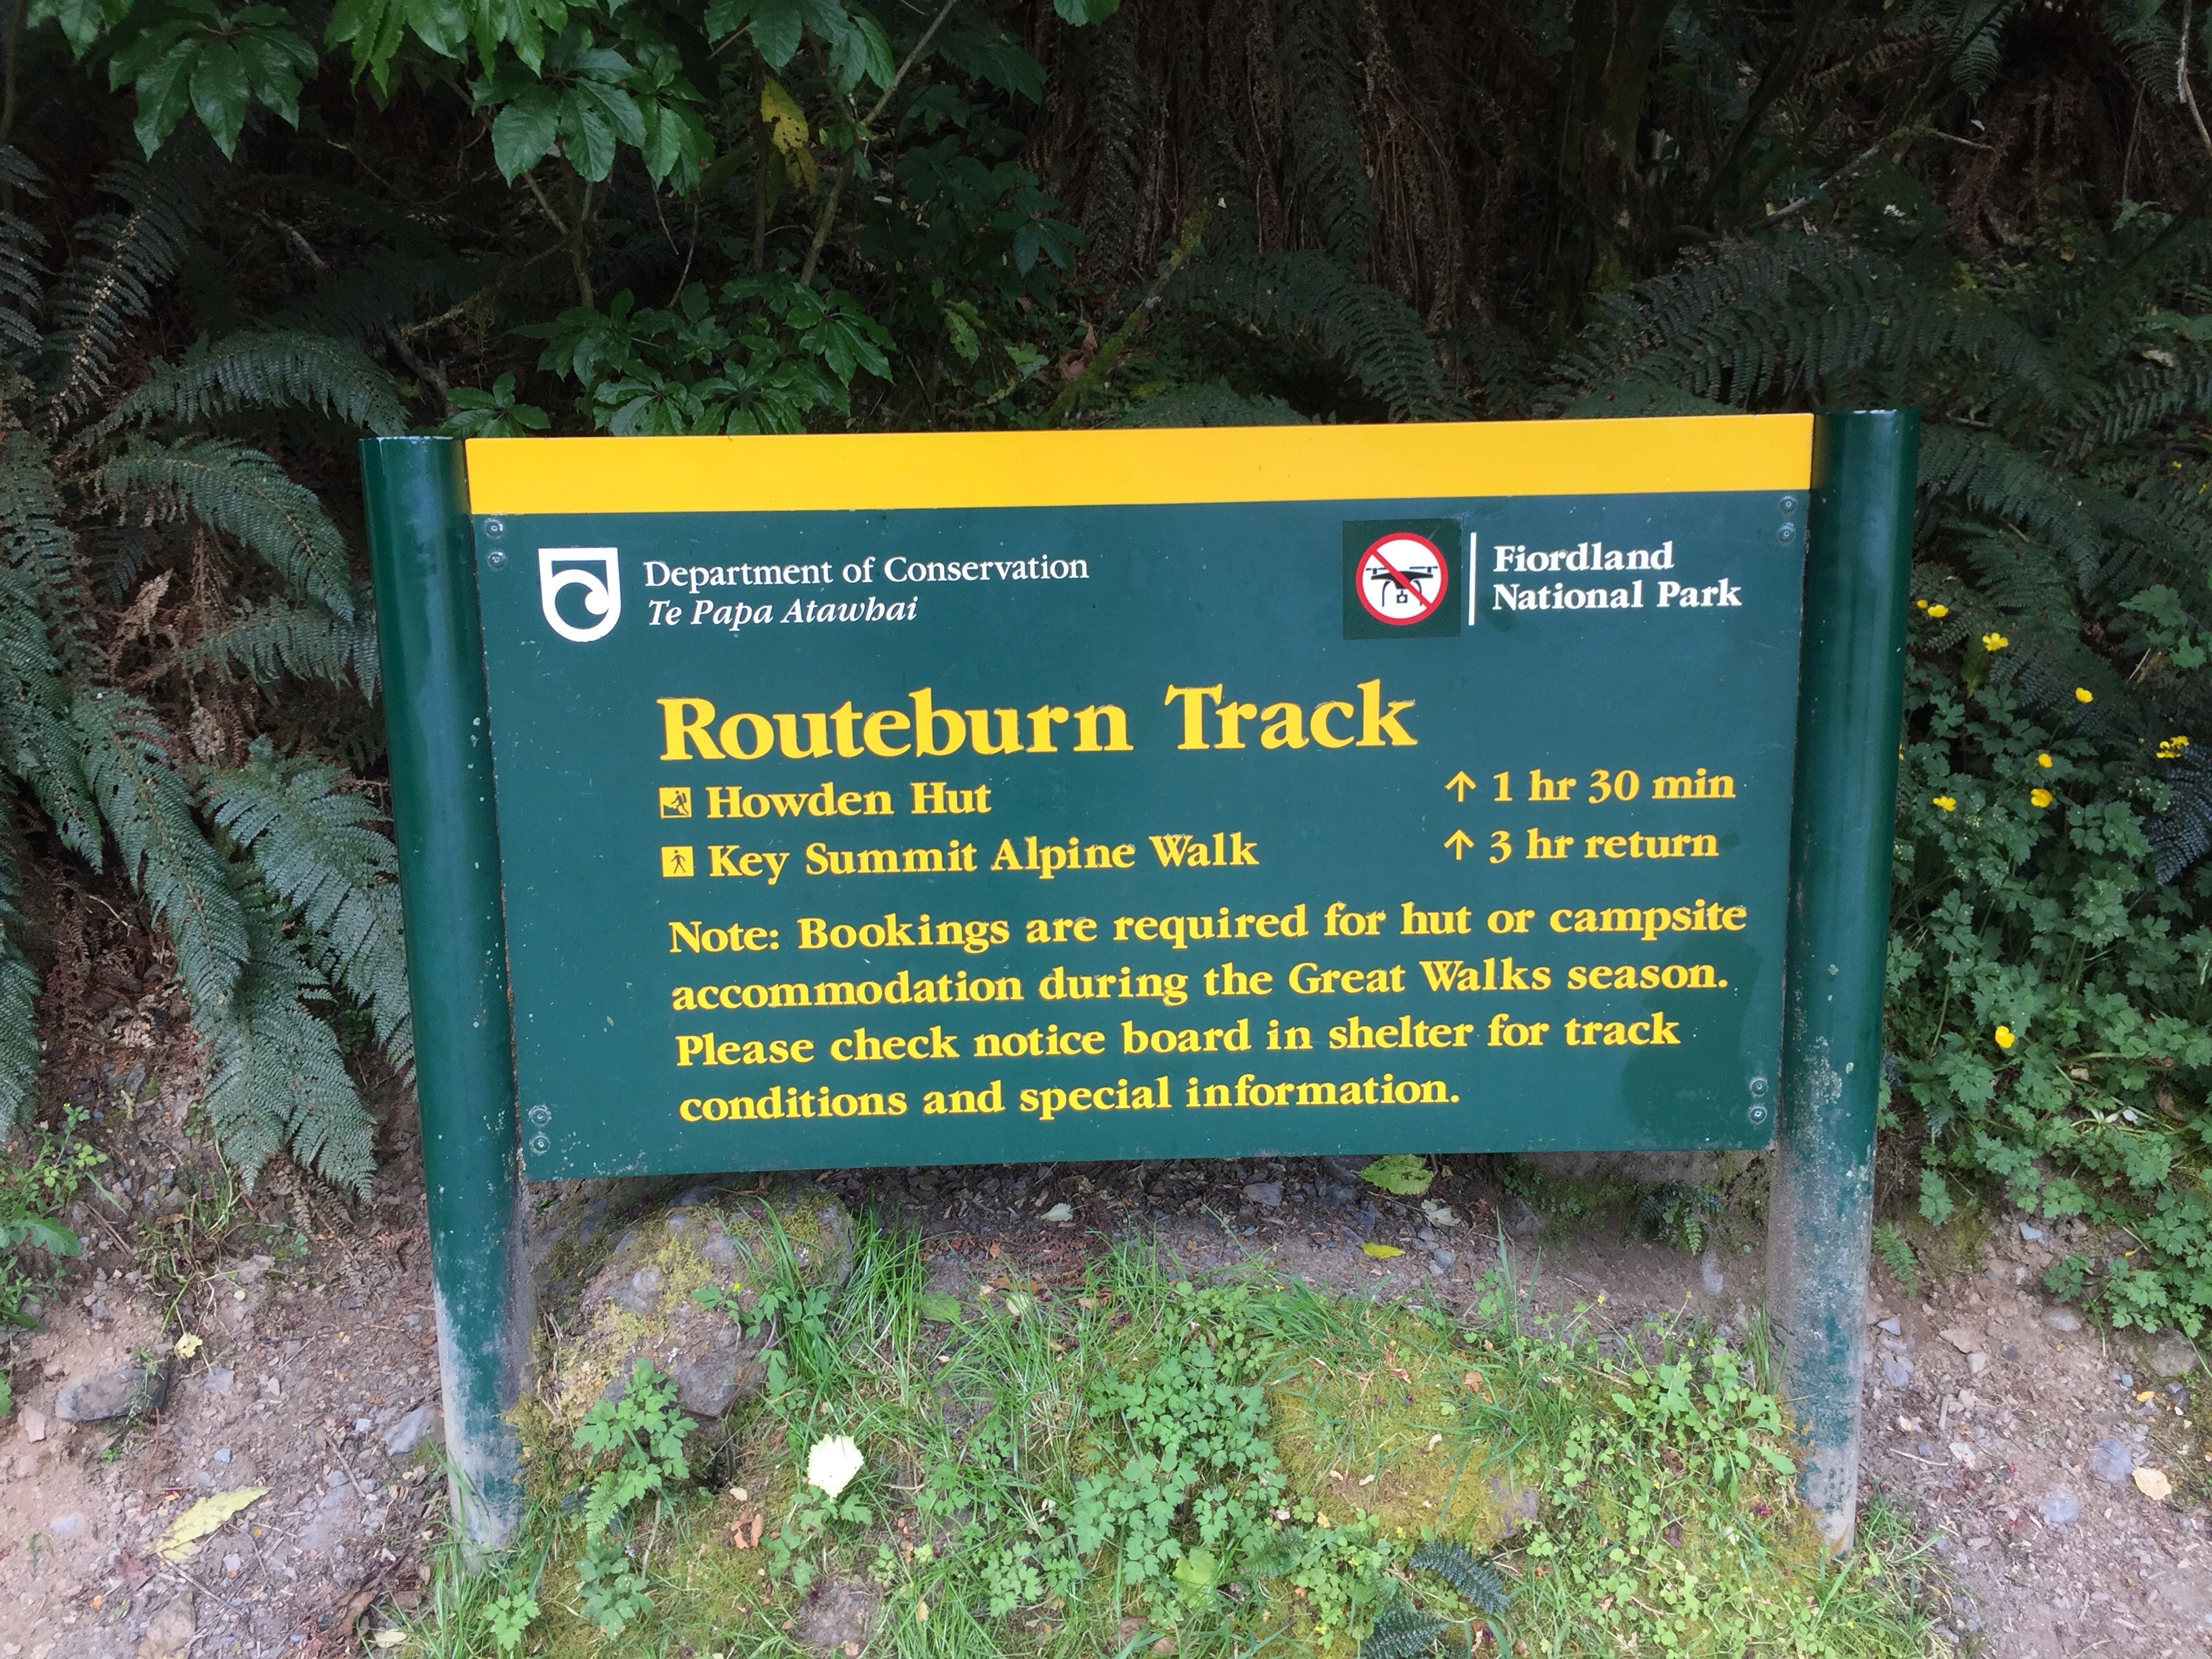 Department of Conservation
Te Papa Atawhai
Fiordland
National Park
Routeburn Track
Howden Hut ↑ 1 hr 30 min
Key Summit Alpine Walk ↑ 3 hr return
Note: Bookings are required for hut or campsite
accommodation during the Great Walks season.
Please check notice board in shelter for track
conditions and special information.